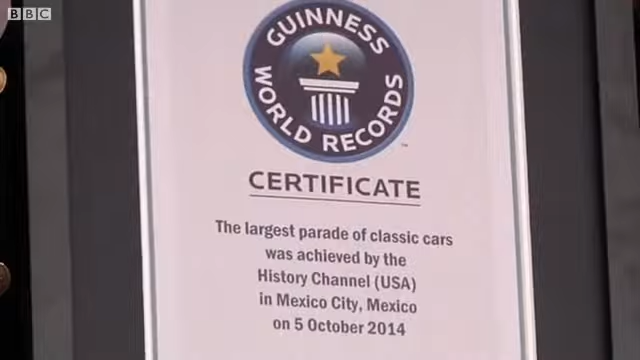 BBC
GUINNESS
WORLD RECORDS
™
CERTIFICATE
The largest parade of classic cars
was achieved by the
History Channel (USA)
in Mexico City, Mexico
on 5 October 2014